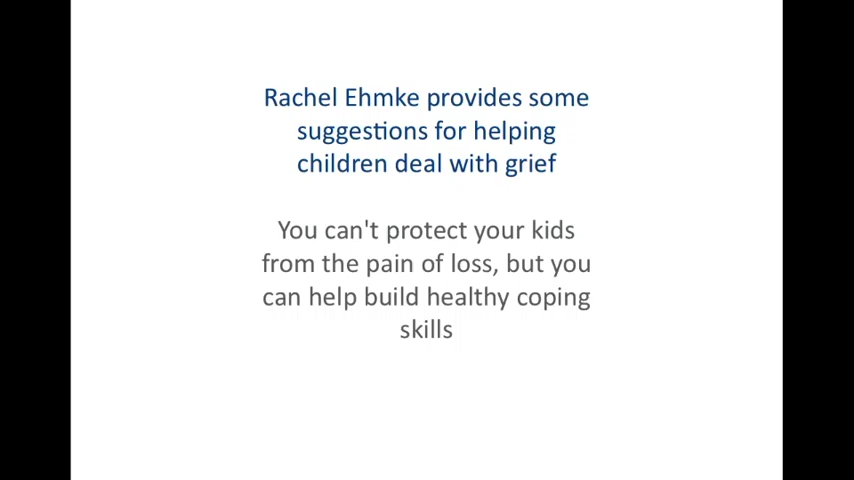 Rachel Ehmke provides some
suggestions for helping
children deal with grief
You can't protect your kids
from the pain of loss, but you
can help build healthy coping
skills